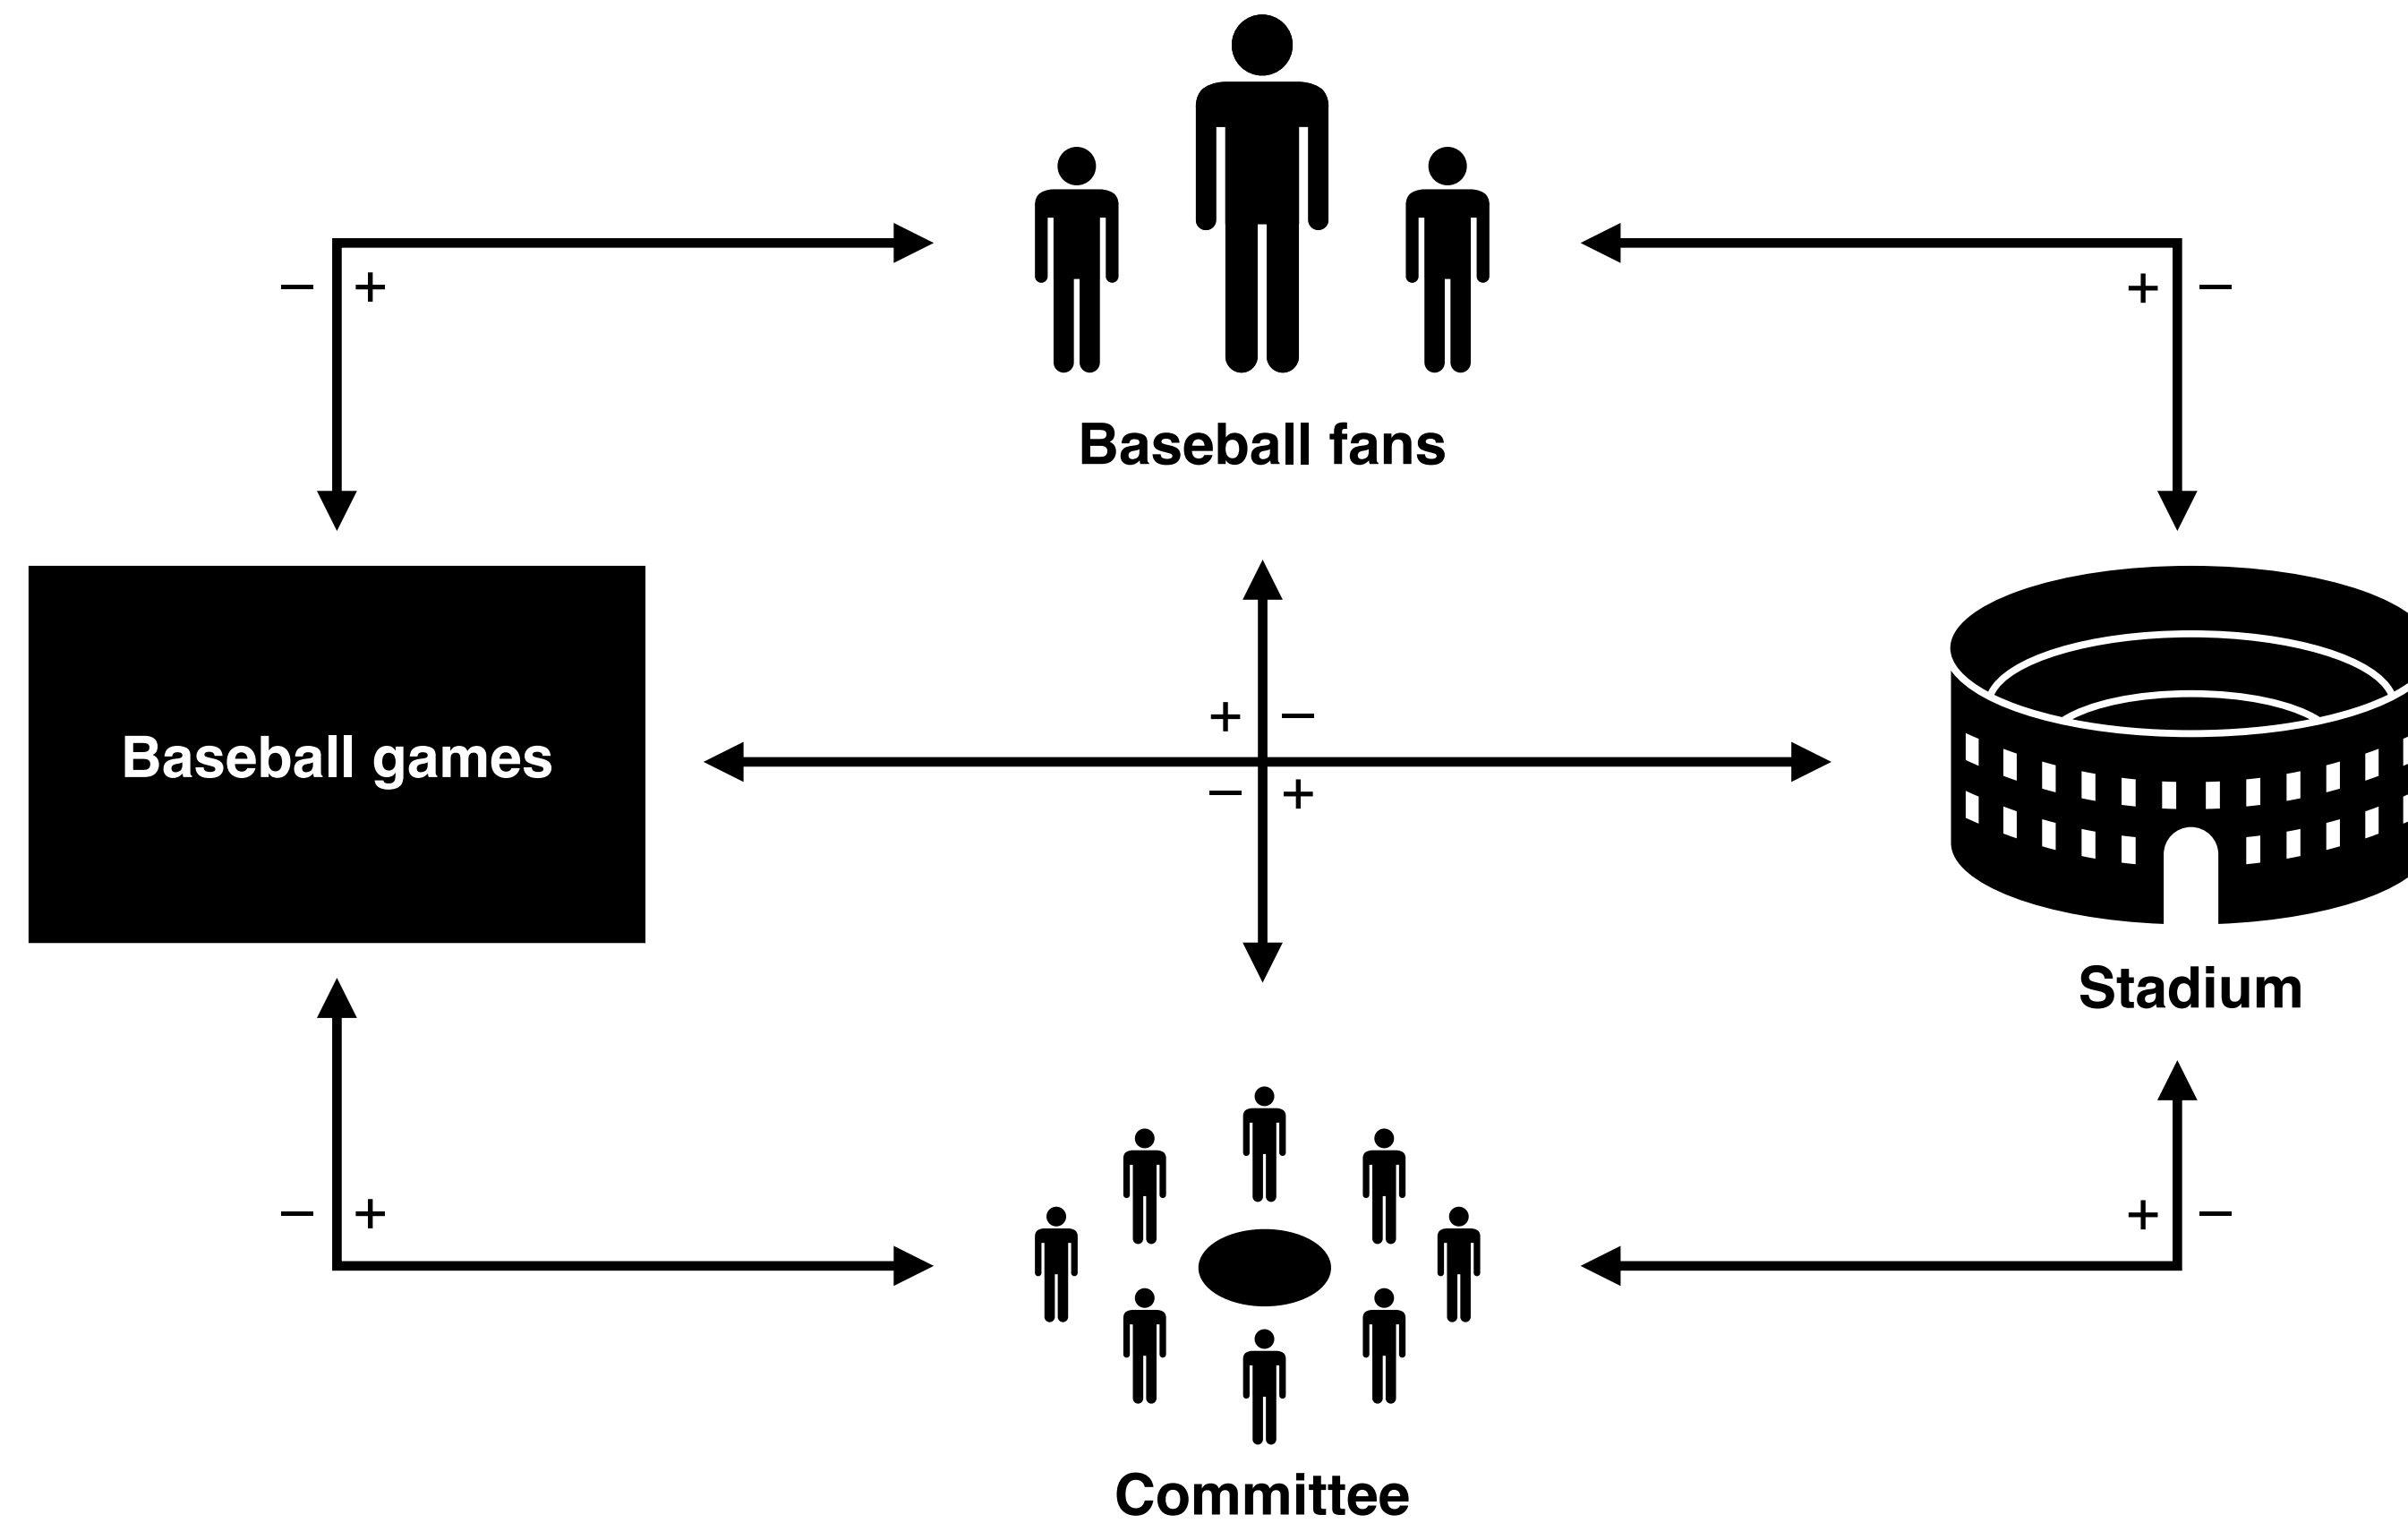 − +
+ −
Baseball fans
+ −
Baseball games
− +
Stadium
− +
+ −
Committee